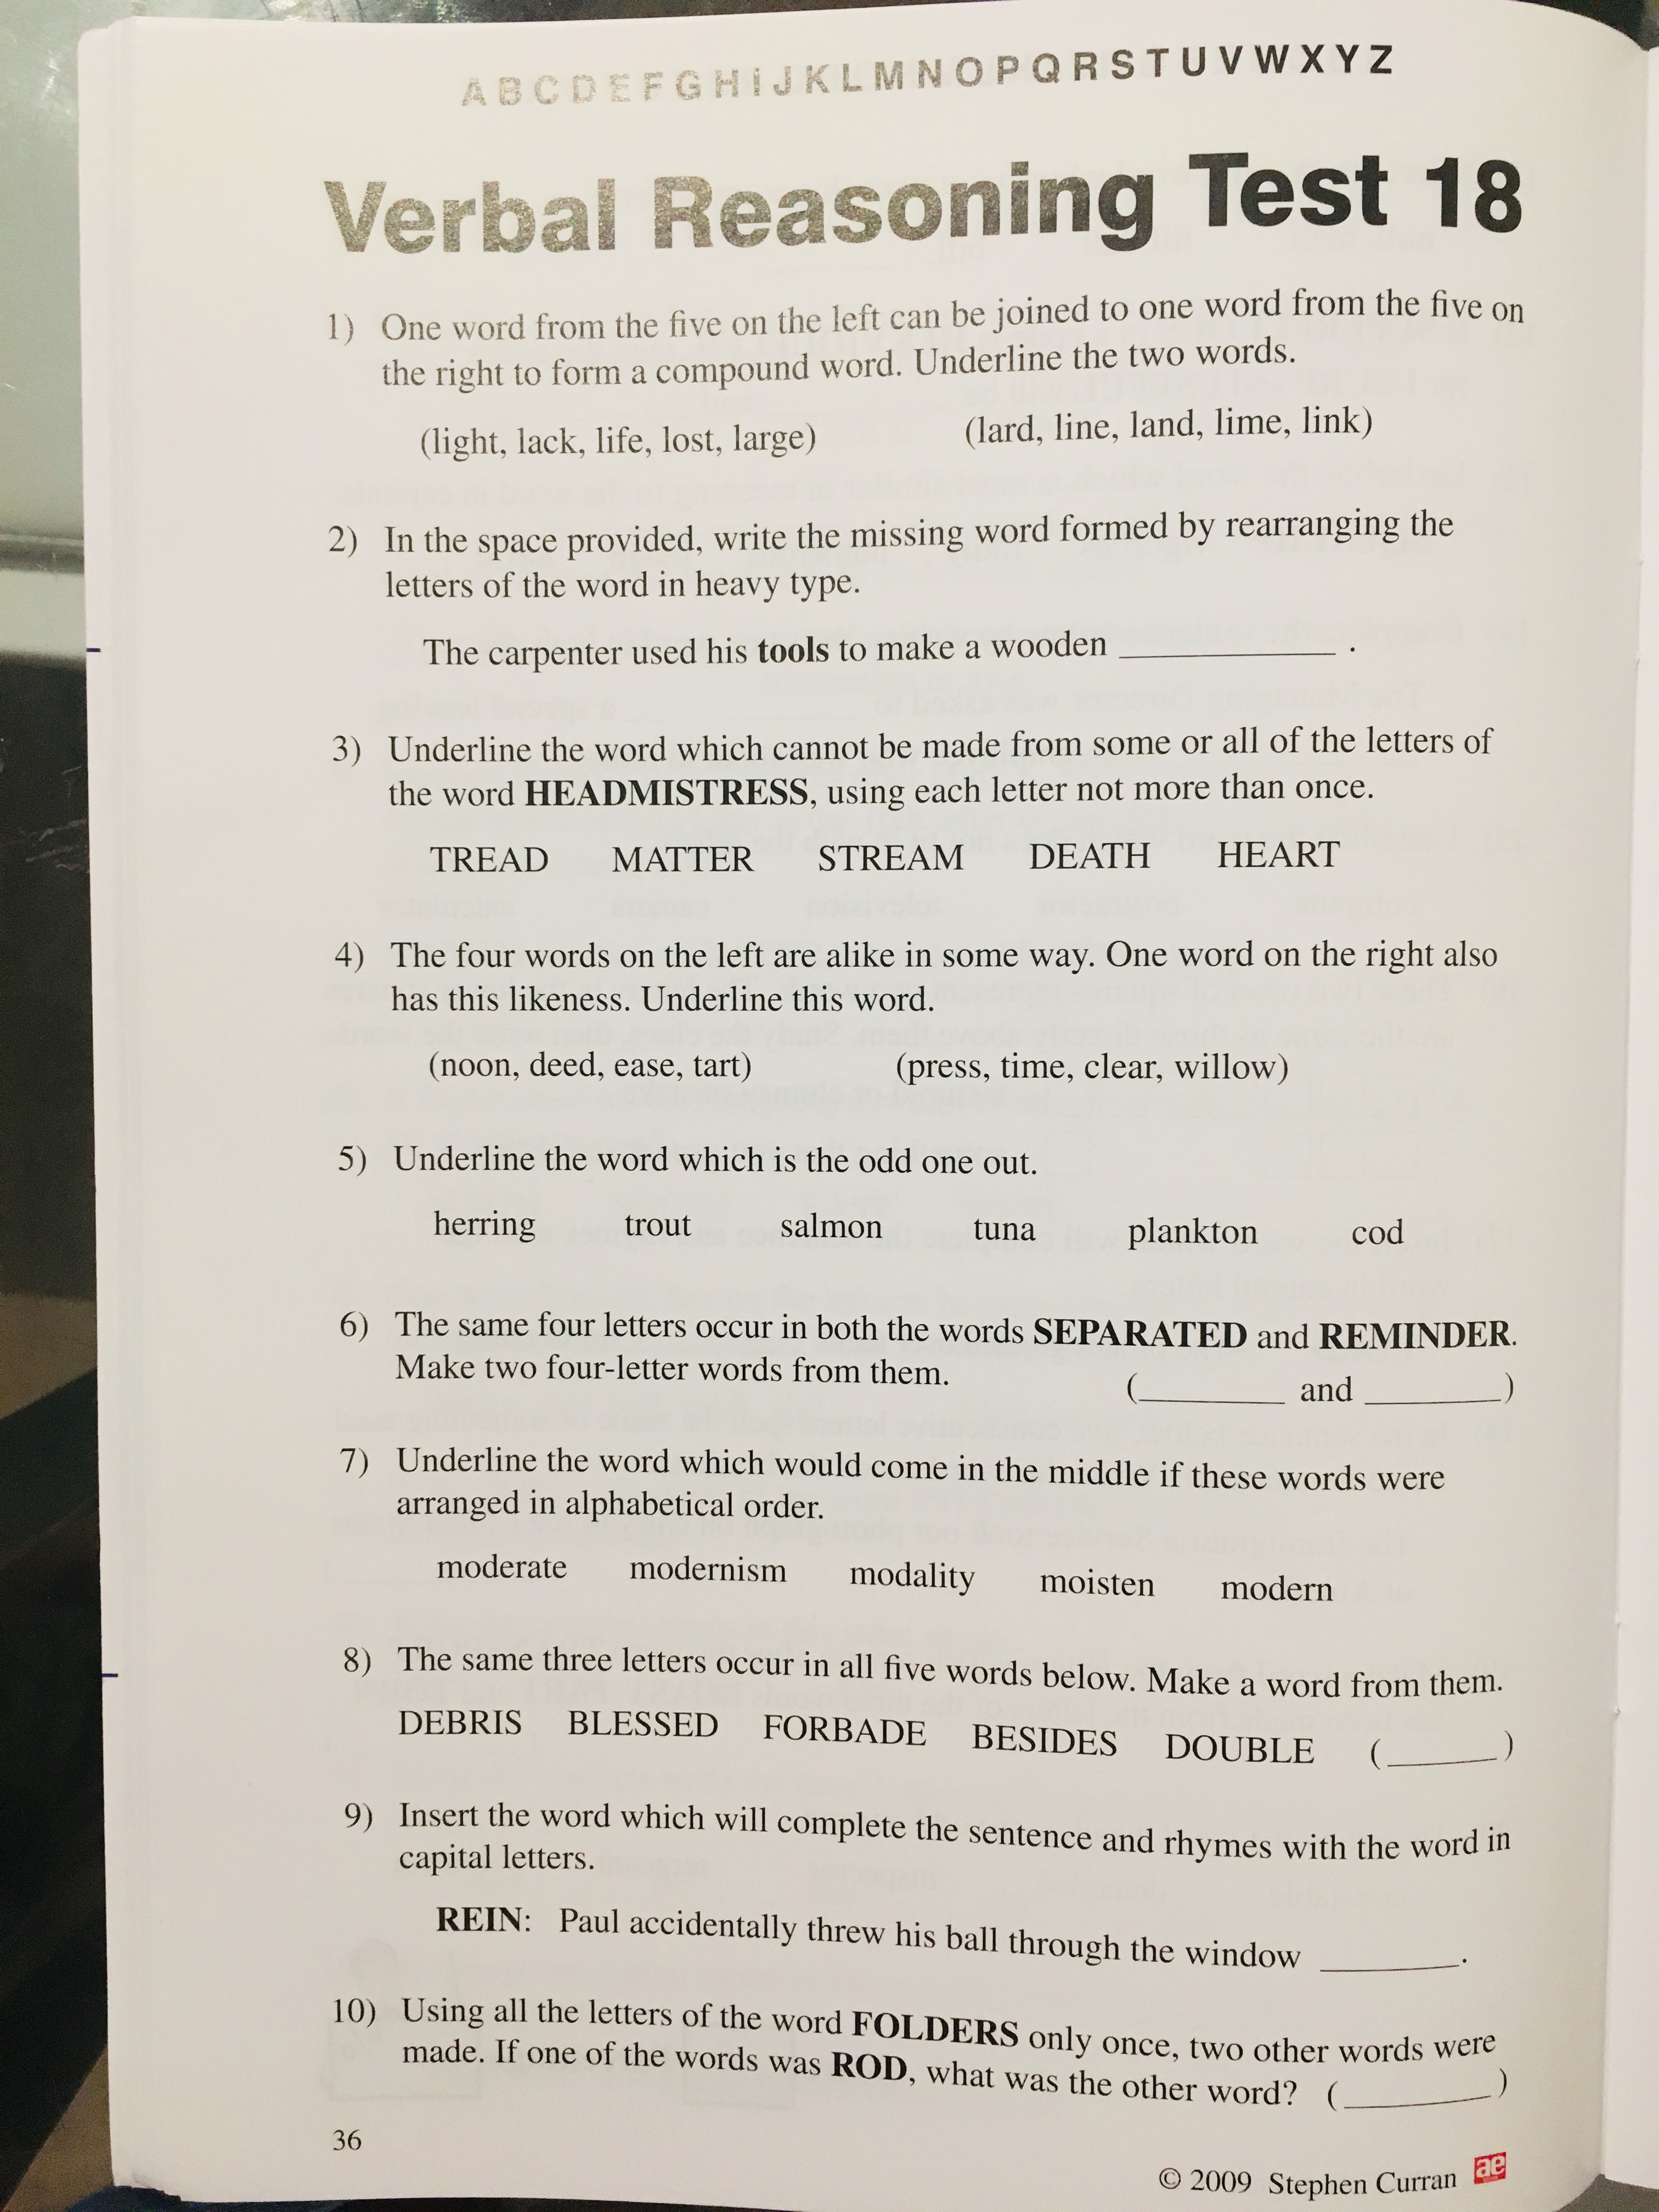 A B C D E F G H I J K L M N O P Q R S T U V W X Y Z
Verbal Reasoning Test 18
1) One word from the five on the left can be joined to one word from the five on
the right to form a compound word. Underline the two words.
(light, lack, life, lost, large) (lard, line, land, lime, link)
2) In the space provided, write the missing word formed by rearranging the
letters of the word in heavy type.
The carpenter used his tools to make a wooden ____________ .
3) Underline the word which cannot be made from some or all of the letters of
the word HEADMISTRESS, using each letter not more than once.
TREAD MATTER STREAM DEATH HEART
4) The four words on the left are alike in some way. One word on the right also
has this likeness. Underline this word.
(noon, deed, ease, tart) (press, time, clear, willow)
5) Underline the word which is the odd one out.
herring trout salmon tuna plankton cod
6) The same four letters occur in both the words SEPARATED and REMINDER.
Make two four-letter words from them. (________ and ________)
7) Underline the word which would come in the middle if these words were
arranged in alphabetical order.
moderate modernism modality moisten modern
8) The same three letters occur in all five words below. Make a word from them.
DEBRIS BLESSED FORBADE BESIDES DOUBLE (______)
9) Insert the word which will complete the sentence and rhymes with the word in
capital letters.
REIN: Paul accidentally threw his ball through the window ________.
10) Using all the letters of the word FOLDERS only once, two other words were
made. If one of the words was ROD, what was the other word? (________)
36
© 2009 Stephen Curran ae